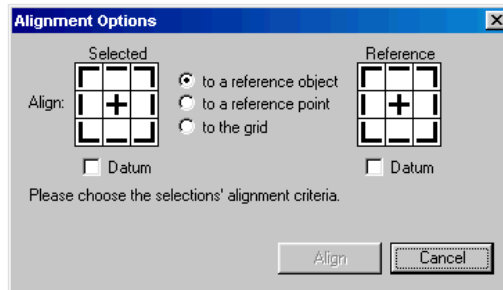 Alignment Options
Selected
Reference
Align:
to a reference object
to a reference point
to the grid
Datum
Datum
Please choose the selections' alignment criteria.
Align
Cancel